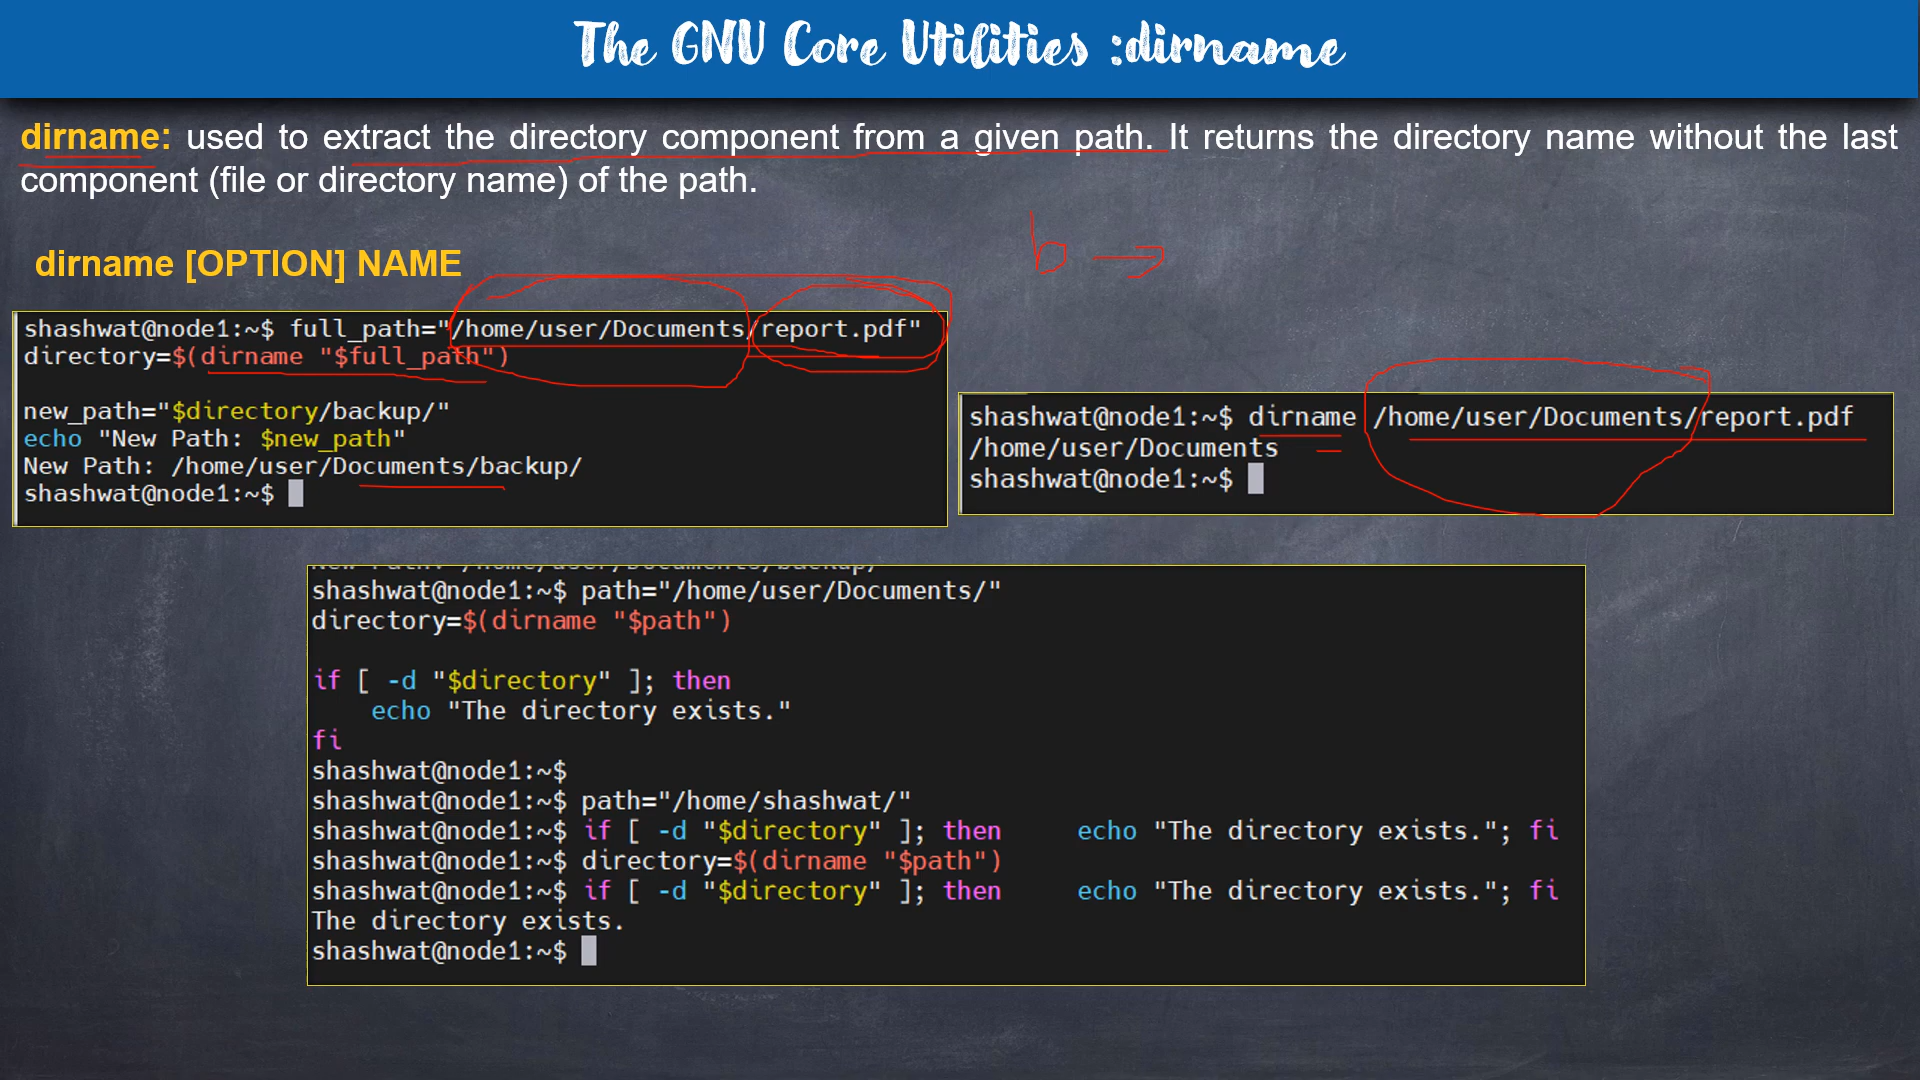 The GNU Core Utilities :dirname
dirname: used to extract the directory component from a given path. It returns the directory name without the last
component (file or directory name) of the path.
b →
dirname [OPTION] NAME
shashwat@node1:~$ full_path="/home/user/Documents/report.pdf"
directory=$(dirname "$full_path")
new_path="$directory/backup/"
echo "New Path: $new_path"
New Path: /home/user/Documents/backup/
shashwat@node1:~$
shashwat@node1:~$ dirname /home/user/Documents/report.pdf
/home/user/Documents
shashwat@node1:~$
New Path: /home/user/Documents/backup/
shashwat@node1:~$ path="/home/user/Documents/"
directory=$(dirname "$path")
if [ -d "$directory" ]; then
echo "The directory exists."
fi
shashwat@node1:~$
shashwat@node1:~$ path="/home/shashwat/"
shashwat@node1:~$ if [ -d "$directory" ]; then echo "The directory exists."; fi
shashwat@node1:~$ directory=$(dirname "$path")
shashwat@node1:~$ if [ -d "$directory" ]; then echo "The directory exists."; fi
The directory exists.
shashwat@node1:~$